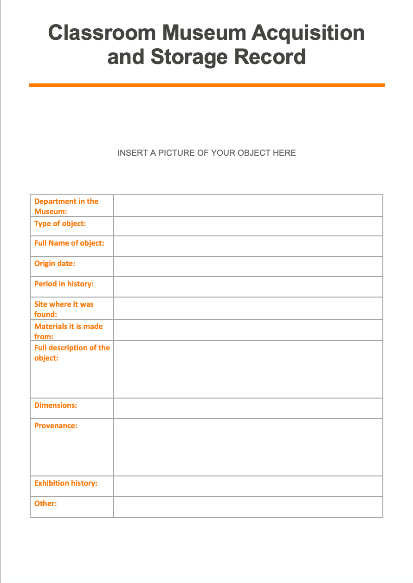 Classroom Museum Acquisition
and Storage Record
INSERT A PICTURE OF YOUR OBJECT HERE
Department in the
Museum:
Type of object:
Full Name of object:
Origin date:
Period in history:
Site where it was
found:
Materials it is made
from:
Full description of the
object:
Dimensions:
Provenance:
Exhibition history:
Other: